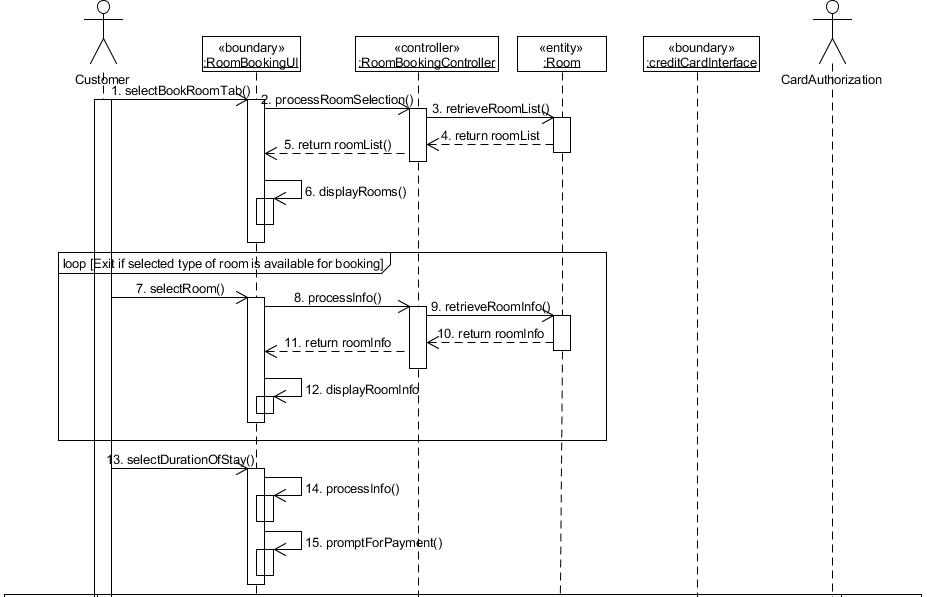 «boundary»
:RoomBookingUI
«controller»
:RoomBookingController
«entity»
:Room
«boundary»
:creditCardInterface
Customer
CardAuthorization
1. selectBookRoomTab()
2. processRoomSelection()
3. retrieveRoomList()
4. return roomList
5. return roomList()
6. displayRooms()
loop [Exit if selected type of room is available for booking]
7. selectRoom()
8. processInfo()
9. retrieveRoomInfo()
10. return roomInfo
11. return roomInfo
12. displayRoomInfo
13. selectDurationOfStay()
14. processInfo()
15. promptForPayment()